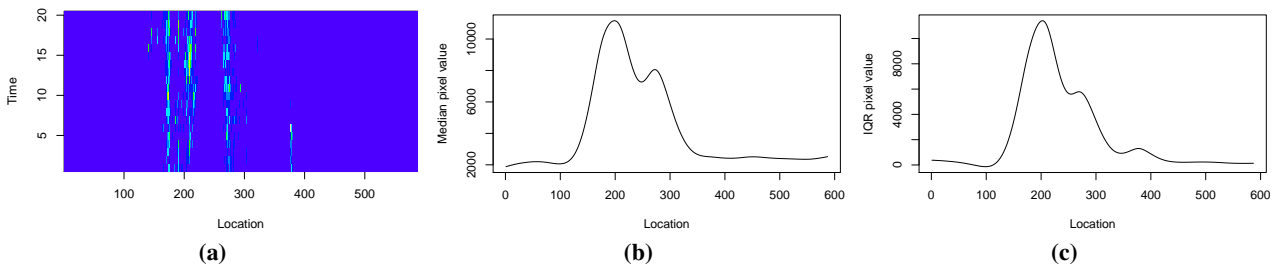 20
15
10
5
Time
100 200 300 400 500
Location
(a)
10000
6000
2000
Median pixel value
0 100 200 300 400 500 600
Location
(b)
8000
4000
0
IQR pixel value
0 100 200 300 400 500 600
Location
(c)